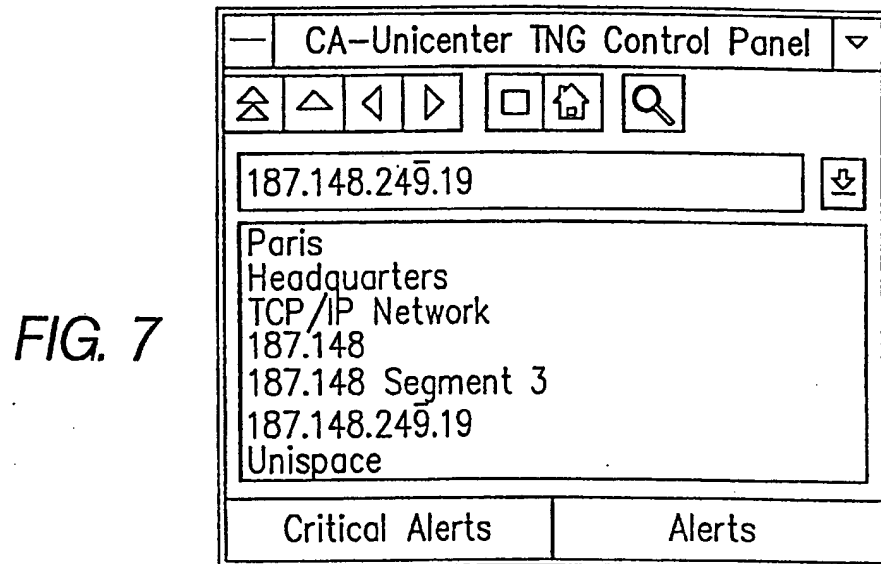 CA-Unicenter TNG Control Panel
187.148.249̅.19
Paris
Headquarters
TCP/IP Network
187.148
187.148 Segment 3
187.148.249̅.19
Unispace
Critical Alerts
Alerts
FIG. 7